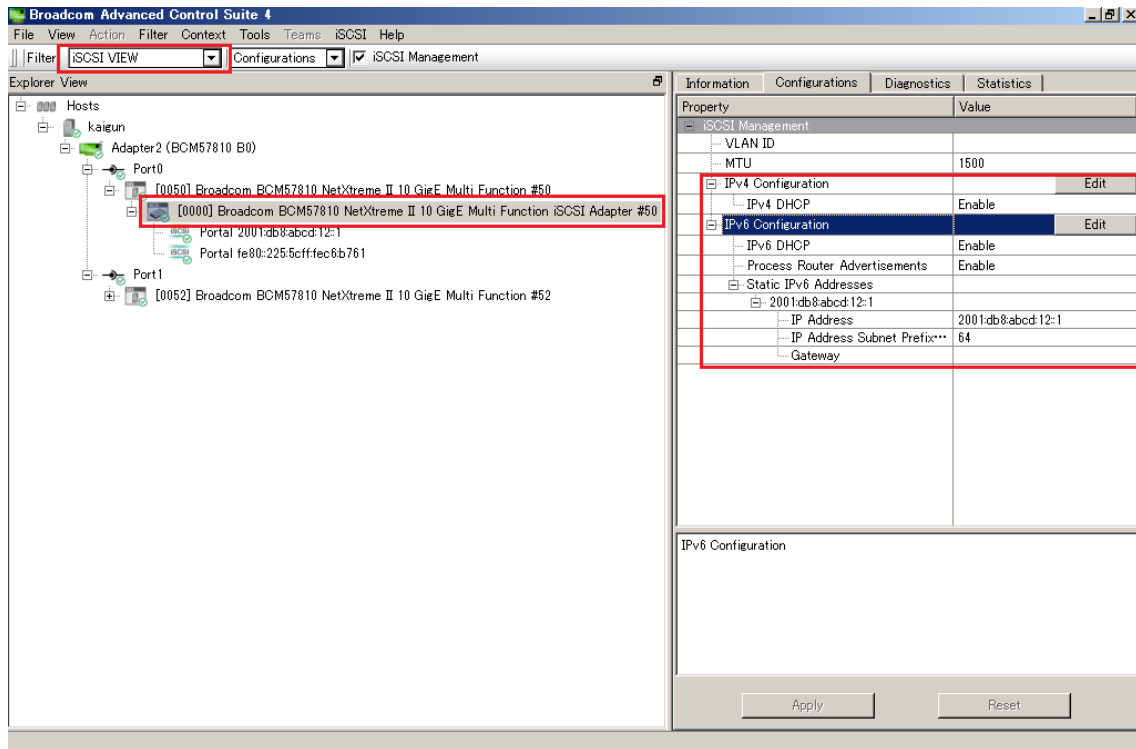 Broadcom Advanced Control Suite 4
File View Action Filter Context Tools Teams iSCSI Help
Filter iSCSI VIEW Configurations iSCSI Management
Explorer View
Hosts
kaigun
Adapter2 (BCM57810 B0)
Port0
[0050] Broadcom BCM57810 NetXtreme II 10 GigE Multi Function #50
[0000] Broadcom BCM57810 NetXtreme II 10 GigE Multi Function iSCSI Adapter #50
iSCSI Portal 2001:db8:abcd:12::1
iSCSI Portal fe80::225:5cff:fec6:b761
Port1
[0052] Broadcom BCM57810 NetXtreme II 10 GigE Multi Function #52
Information Configurations Diagnostics Statistics
Property Value
iSCSI Management
VLAN ID
MTU 1500
IPv4 Configuration Edit
IPv4 DHCP Enable
IPv6 Configuration Edit
IPv6 DHCP Enable
Process Router Advertisements Enable
Static IPv6 Addresses
2001:db8:abcd:12::1
IP Address 2001:db8:abcd:12::1
IP Address Subnet Prefix… 64
Gateway
IPv6 Configuration
Apply Reset